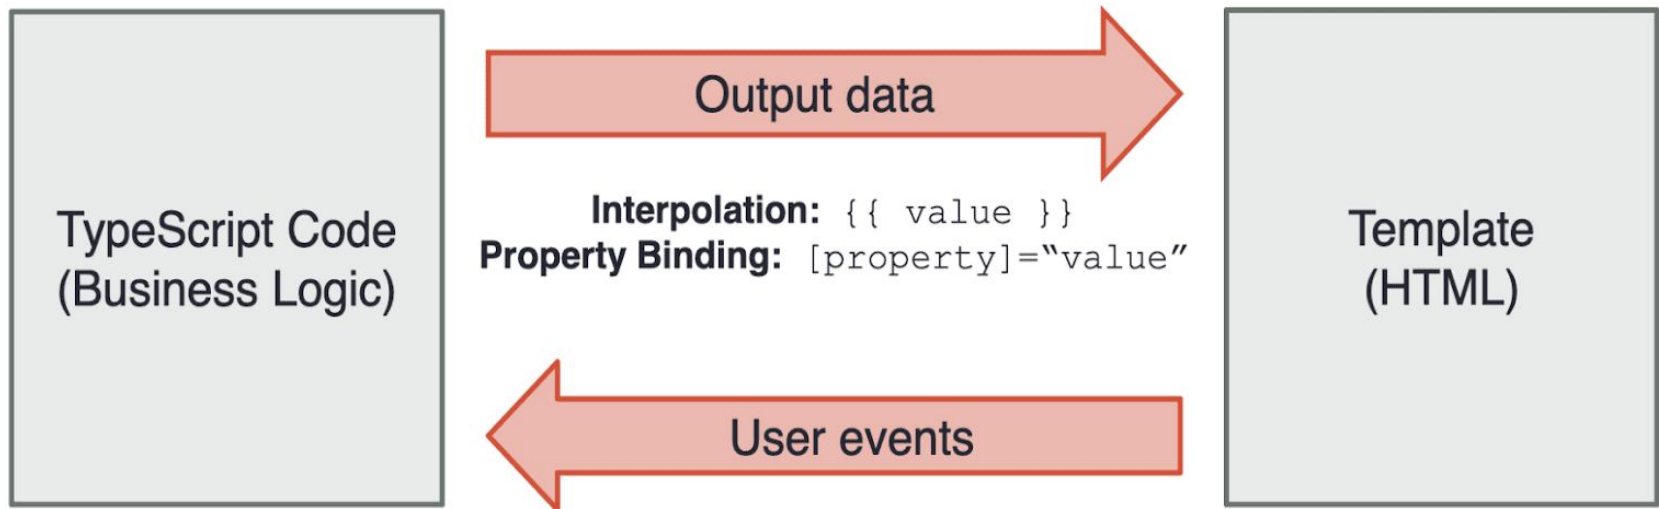 TypeScript Code
(Business Logic)
Output data
Interpolation: {{ value }}
Property Binding: [property]=“value”
User events
Template
(HTML)